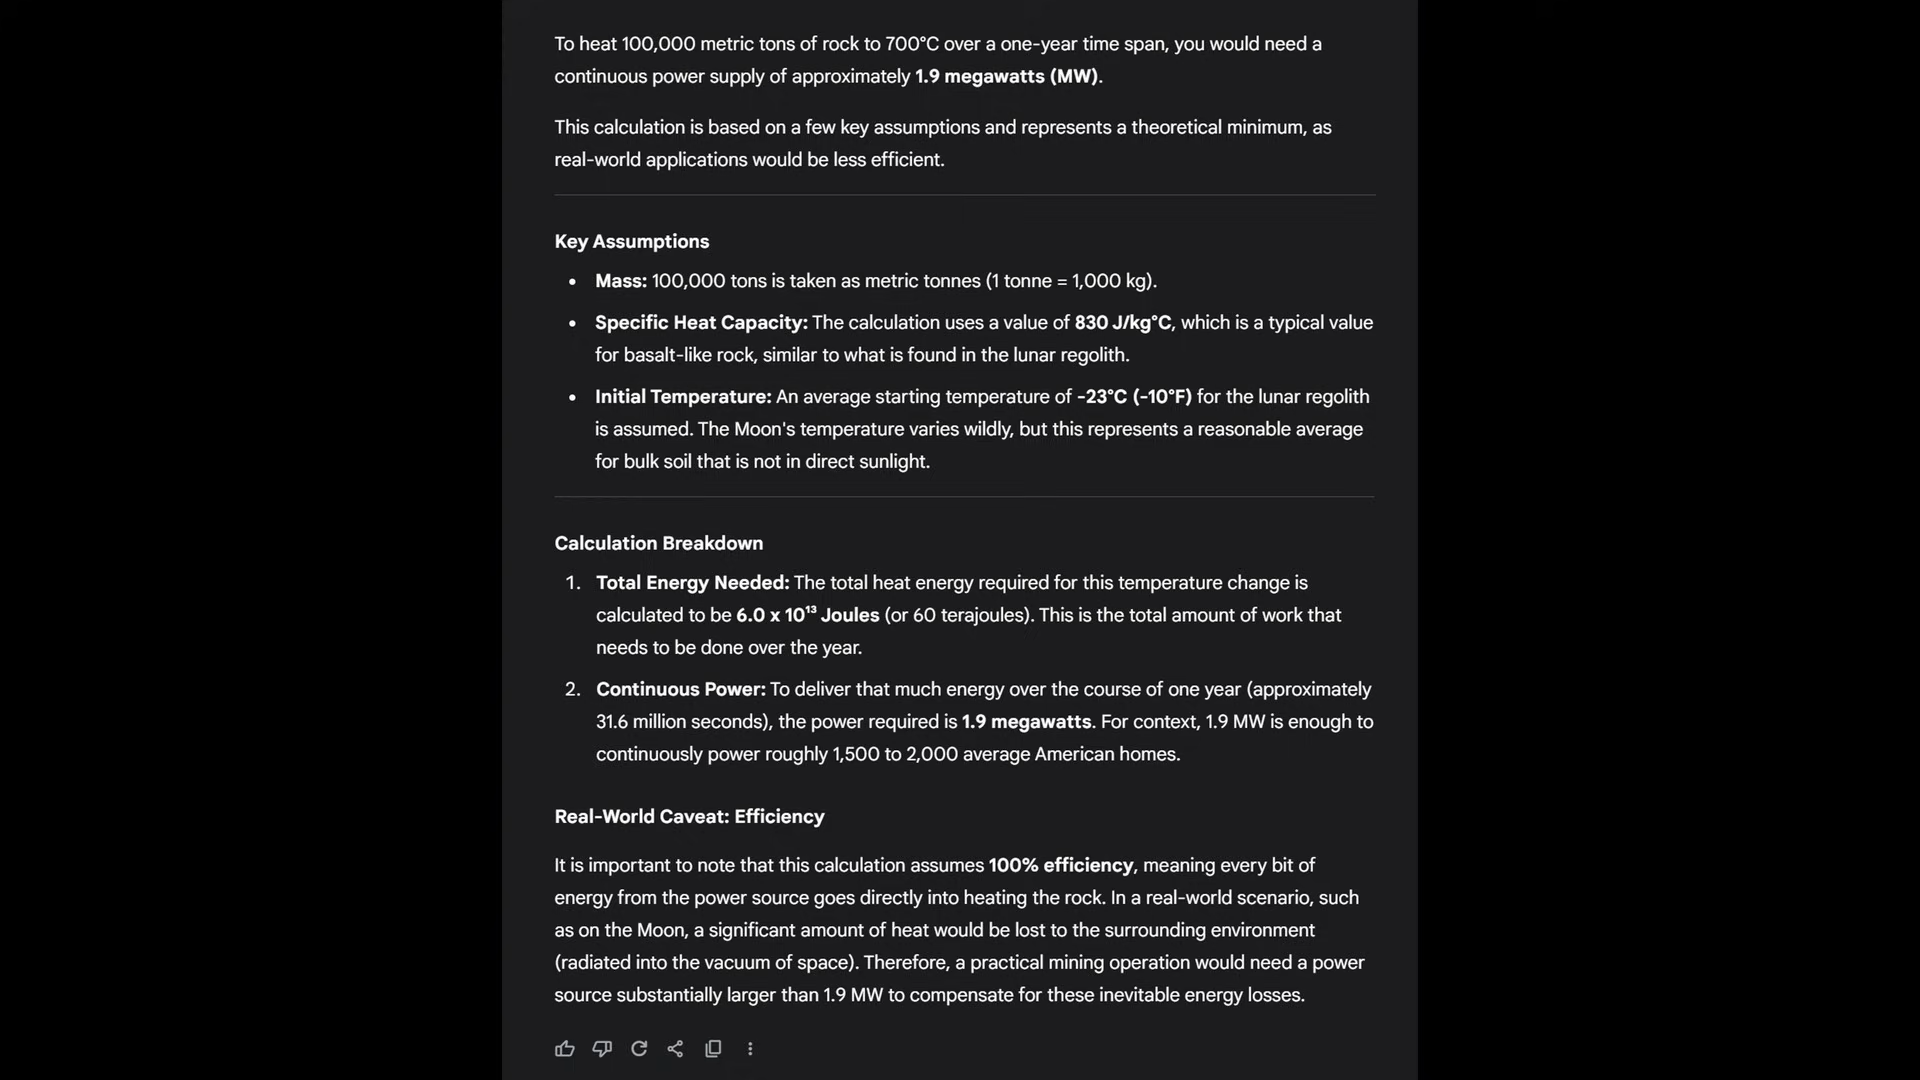 To heat 100,000 metric tons of rock to 700°C over a one-year time span, you would need a
continuous power supply of approximately 1.9 megawatts (MW).
This calculation is based on a few key assumptions and represents a theoretical minimum, as
real-world applications would be less efficient.
Key Assumptions
• Mass: 100,000 tons is taken as metric tonnes (1 tonne = 1,000 kg).
• Specific Heat Capacity: The calculation uses a value of 830 J/kg°C, which is a typical value
for basalt-like rock, similar to what is found in the lunar regolith.
• Initial Temperature: An average starting temperature of -23°C (-10°F) for the lunar regolith
is assumed. The Moon's temperature varies wildly, but this represents a reasonable average
for bulk soil that is not in direct sunlight.
Calculation Breakdown
1. Total Energy Needed: The total heat energy required for this temperature change is
calculated to be 6.0 x 10¹³ Joules (or 60 terajoules). This is the total amount of work that
needs to be done over the year.
2. Continuous Power: To deliver that much energy over the course of one year (approximately
31.6 million seconds), the power required is 1.9 megawatts. For context, 1.9 MW is enough to
continuously power roughly 1,500 to 2,000 average American homes.
Real-World Caveat: Efficiency
It is important to note that this calculation assumes 100% efficiency, meaning every bit of
energy from the power source goes directly into heating the rock. In a real-world scenario, such
as on the Moon, a significant amount of heat would be lost to the surrounding environment
(radiated into the vacuum of space). Therefore, a practical mining operation would need a power
source substantially larger than 1.9 MW to compensate for these inevitable energy losses.